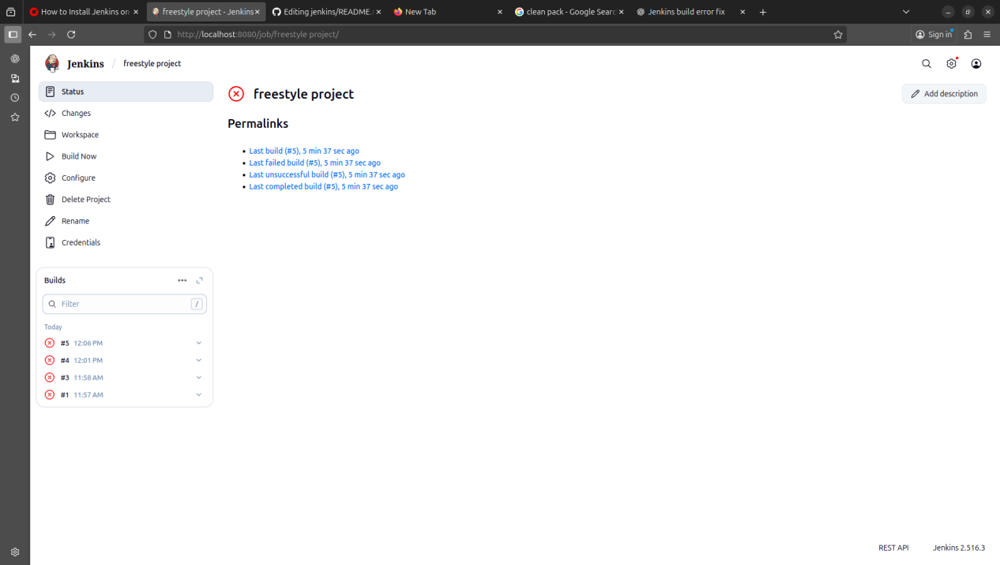 How to Install Jenkins on
freestyle project - Jenkins
Editing jenkins/README.
New Tab
clean pack - Google Searc
Jenkins build error fix
http://localhost:8080/job/freestyle project/
Sign in
Jenkins / freestyle project
Status
Changes
Workspace
Build Now
Configure
Delete Project
Rename
Credentials
Builds
Filter
/
Today
#5 12:06 PM
#4 12:01 PM
#3 11:58 AM
#1 11:57 AM
freestyle project
Add description
Permalinks
Last build (#5), 5 min 37 sec ago
Last failed build (#5), 5 min 37 sec ago
Last unsuccessful build (#5), 5 min 37 sec ago
Last completed build (#5), 5 min 37 sec ago
REST API
Jenkins 2.516.3